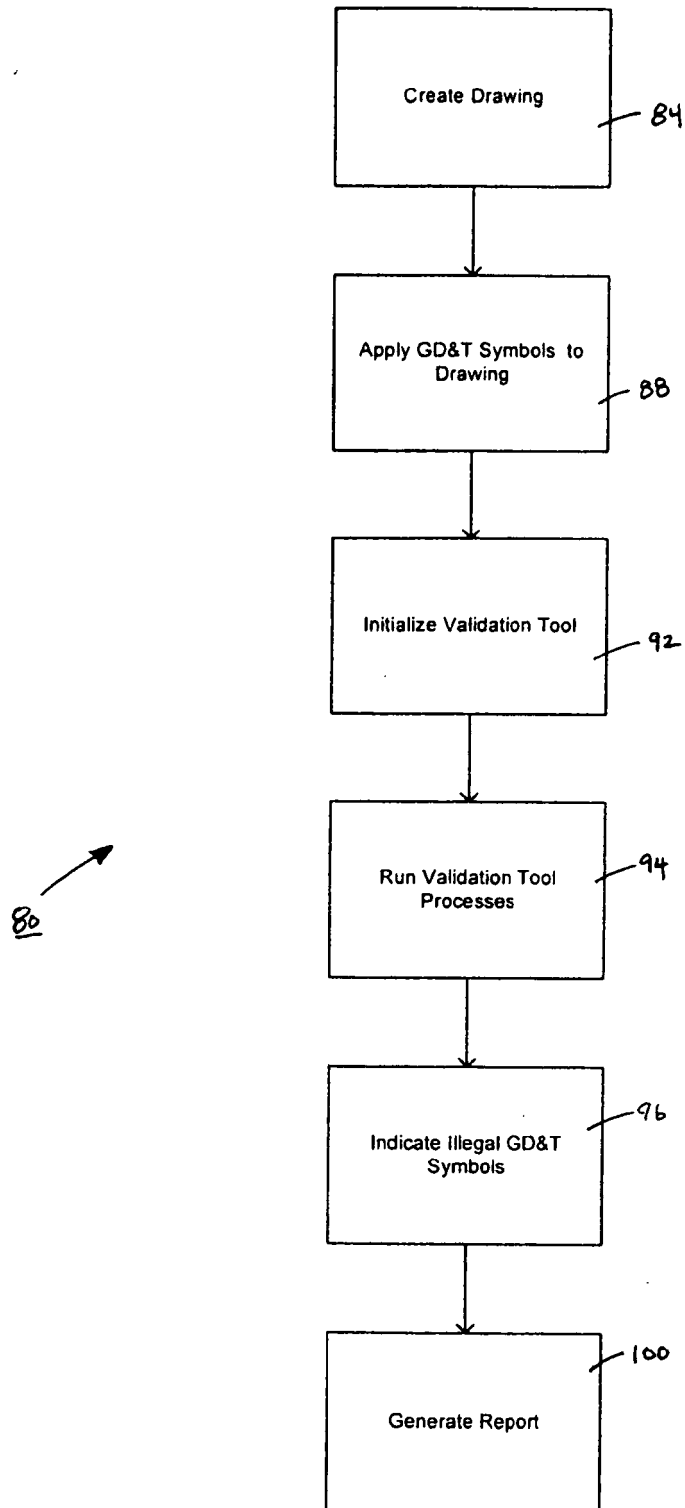 Create Drawing
84
Apply GD&T Symbols to
Drawing
88
Initialize Validation Tool
92
Run Validation Tool
Processes
94
80
Indicate Illegal GD&T
Symbols
96
Generate Report
100